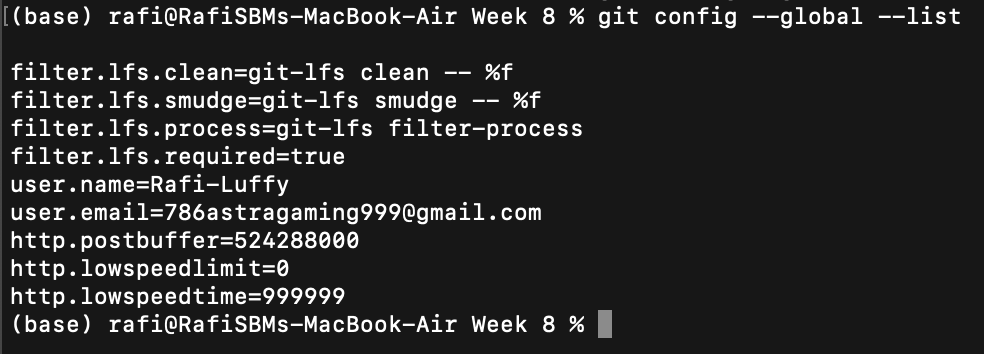 (base) rafi@RafiSBMs-MacBook-Air Week 8 % git config --global --list
filter.lfs.clean=git-lfs clean -- %f
filter.lfs.smudge=git-lfs smudge -- %f
filter.lfs.process=git-lfs filter-process
filter.lfs.required=true
user.name=Rafi-Luffy
user.email=786astragaming999@gmail.com
http.postbuffer=524288000
http.lowspeedlimit=0
http.lowspeedtime=999999
(base) rafi@RafiSBMs-MacBook-Air Week 8 %